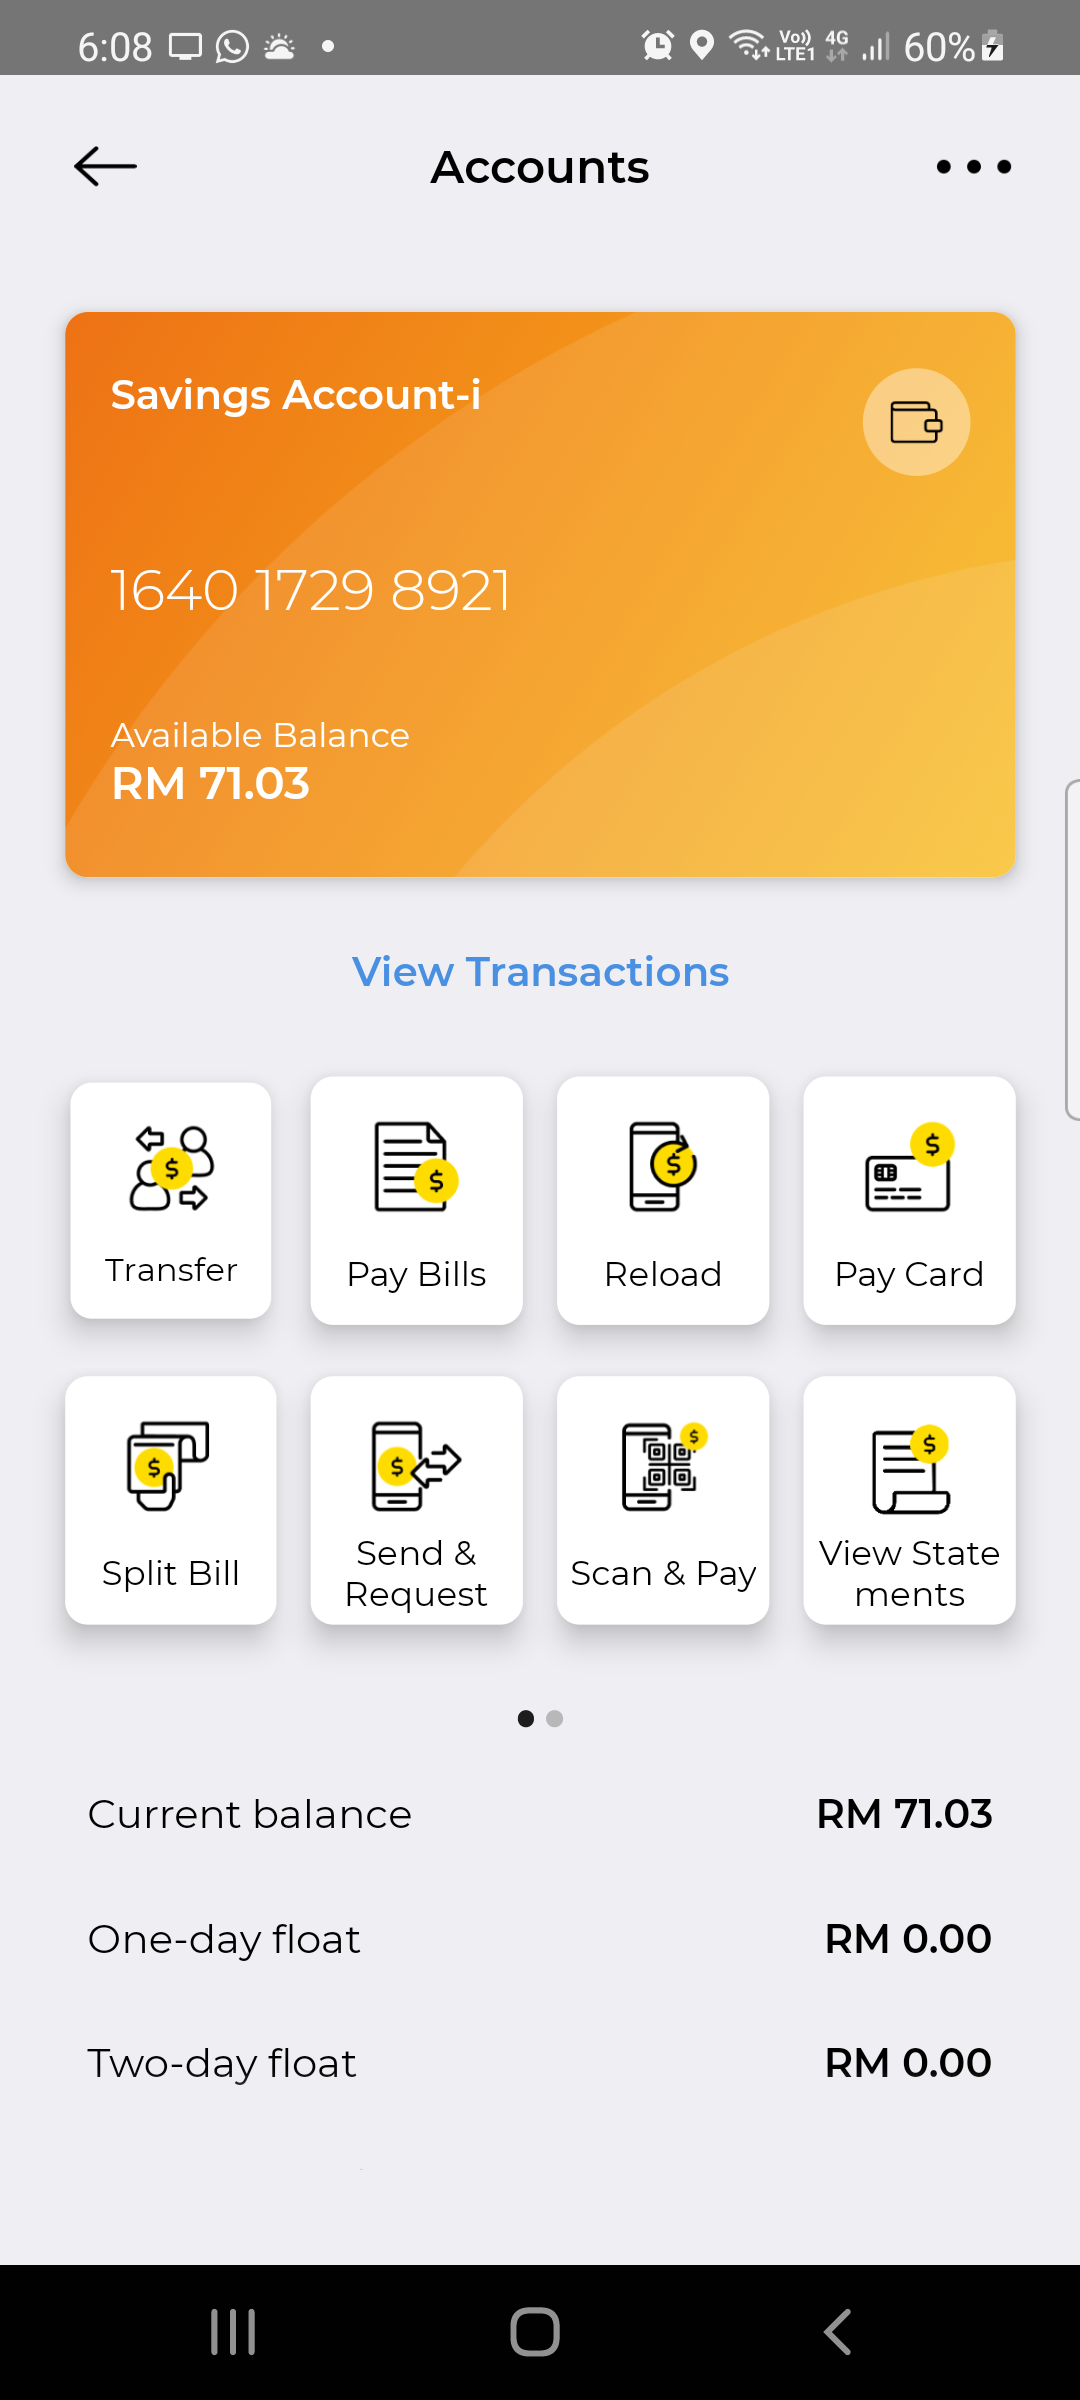 6:08 Vo)) LTE1 4G 60%
Accounts
Savings Account-i
1640 1729 8921
Available Balance
RM 71.03
View Transactions
Transfer Pay Bills Reload Pay Card
Split Bill Send & Request Scan & Pay View State
ments
Current balance RM 71.03
One-day float RM 0.00
Two-day float RM 0.00